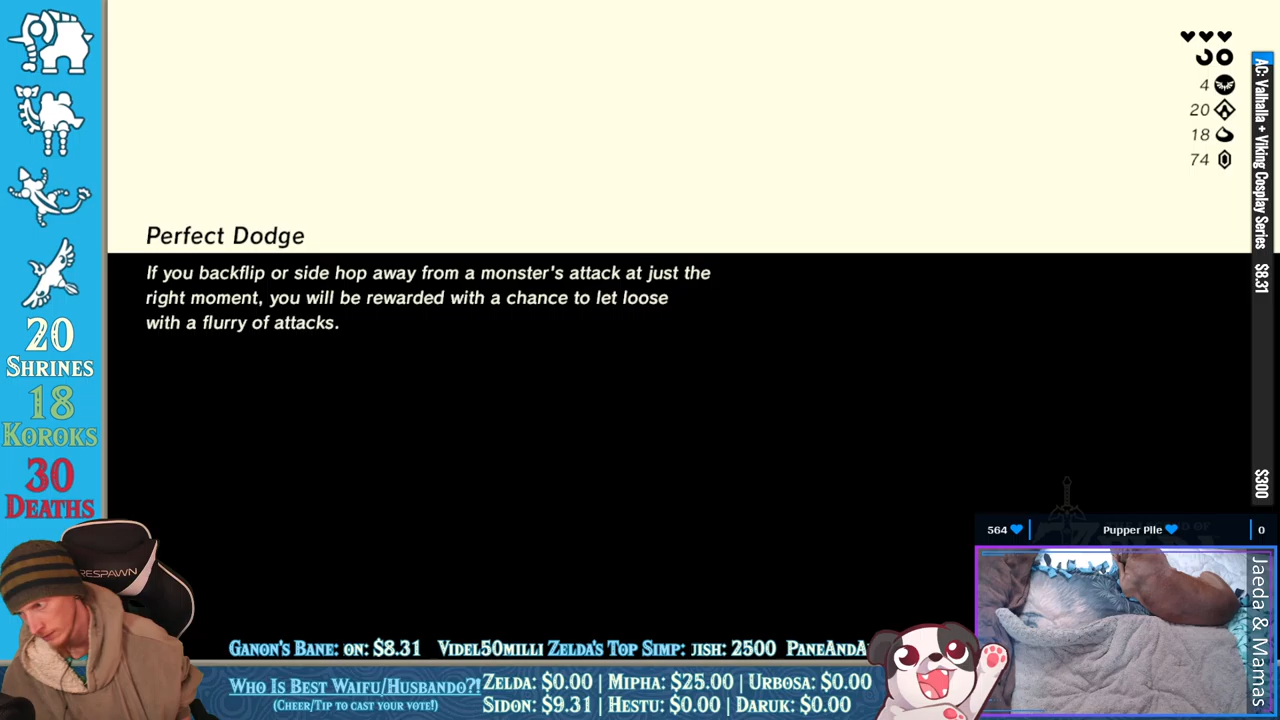 4
20
18
74
AC: Valhalla + Viking Cosplay Series $8.31
$300
Perfect Dodge
If you backflip or side hop away from a monster's attack at just the
right moment, you will be rewarded with a chance to let loose
with a flurry of attacks.
20
SHRINES
18
KOROKS
30
DEATHS
RESPAWN
564
Pupper Pile
0
Jaeda & Mamas
GANON'S BANE: ON: $8.31 VIDEL50MILLI ZELDA'S TOP SIMP: JISH: 2500 PANEANDA
WHO IS BEST WAIFU/HUSBANDO?!
(CHEER/TIP TO CAST YOUR VOTE!)
ZELDA: $0.00 | MIPHA: $25.00 | URBOSA: $0.00
SIDON: $9.31 | HESTU: $0.00 | DARUK: $0.00